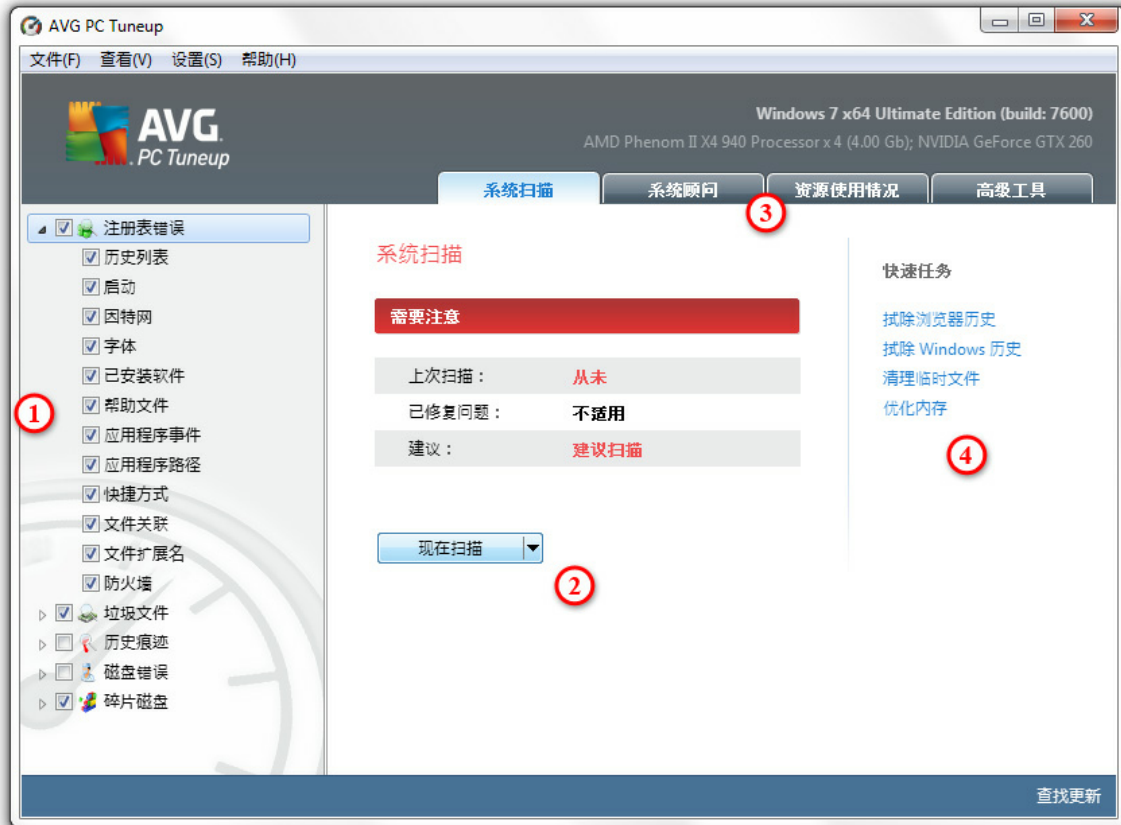 AVG PC Tuneup
文件(F) 查看(V) 设置(S) 帮助(H)
AVG
PC Tuneup
Windows 7 x64 Ultimate Edition (build: 7600)
AMD Phenom II X4 940 Processor x 4 (4.00 Gb); NVIDIA GeForce GTX 260
系统扫描 系统顾问 资源使用情况 高级工具
3
注册表错误
历史列表
启动
因特网
字体
已安装软件
帮助文件
1
应用程序事件
应用程序路径
快捷方式
文件关联
文件扩展名
防火墙
垃圾文件
历史痕迹
磁盘错误
碎片磁盘
系统扫描
需要注意
上次扫描： 从未
已修复问题： 不适用
建议： 建议扫描
现在扫描
2
快速任务
拭除浏览器历史
拭除 Windows 历史
清理临时文件
优化内存
4
查找更新